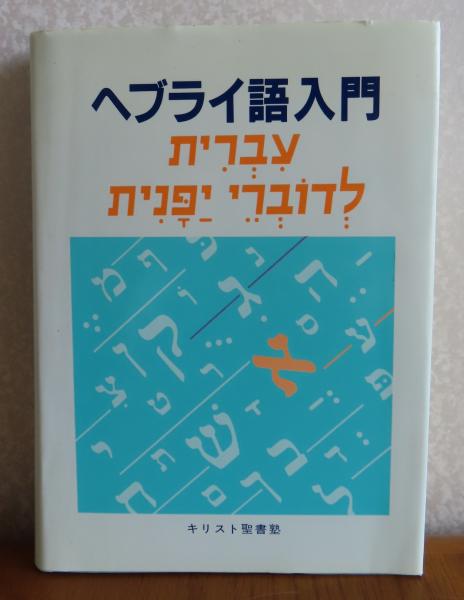 ヘブライ語入門
עִבְרִית
לְדוֹבְרֵי יַפָּנִית
א
キリスト聖書塾